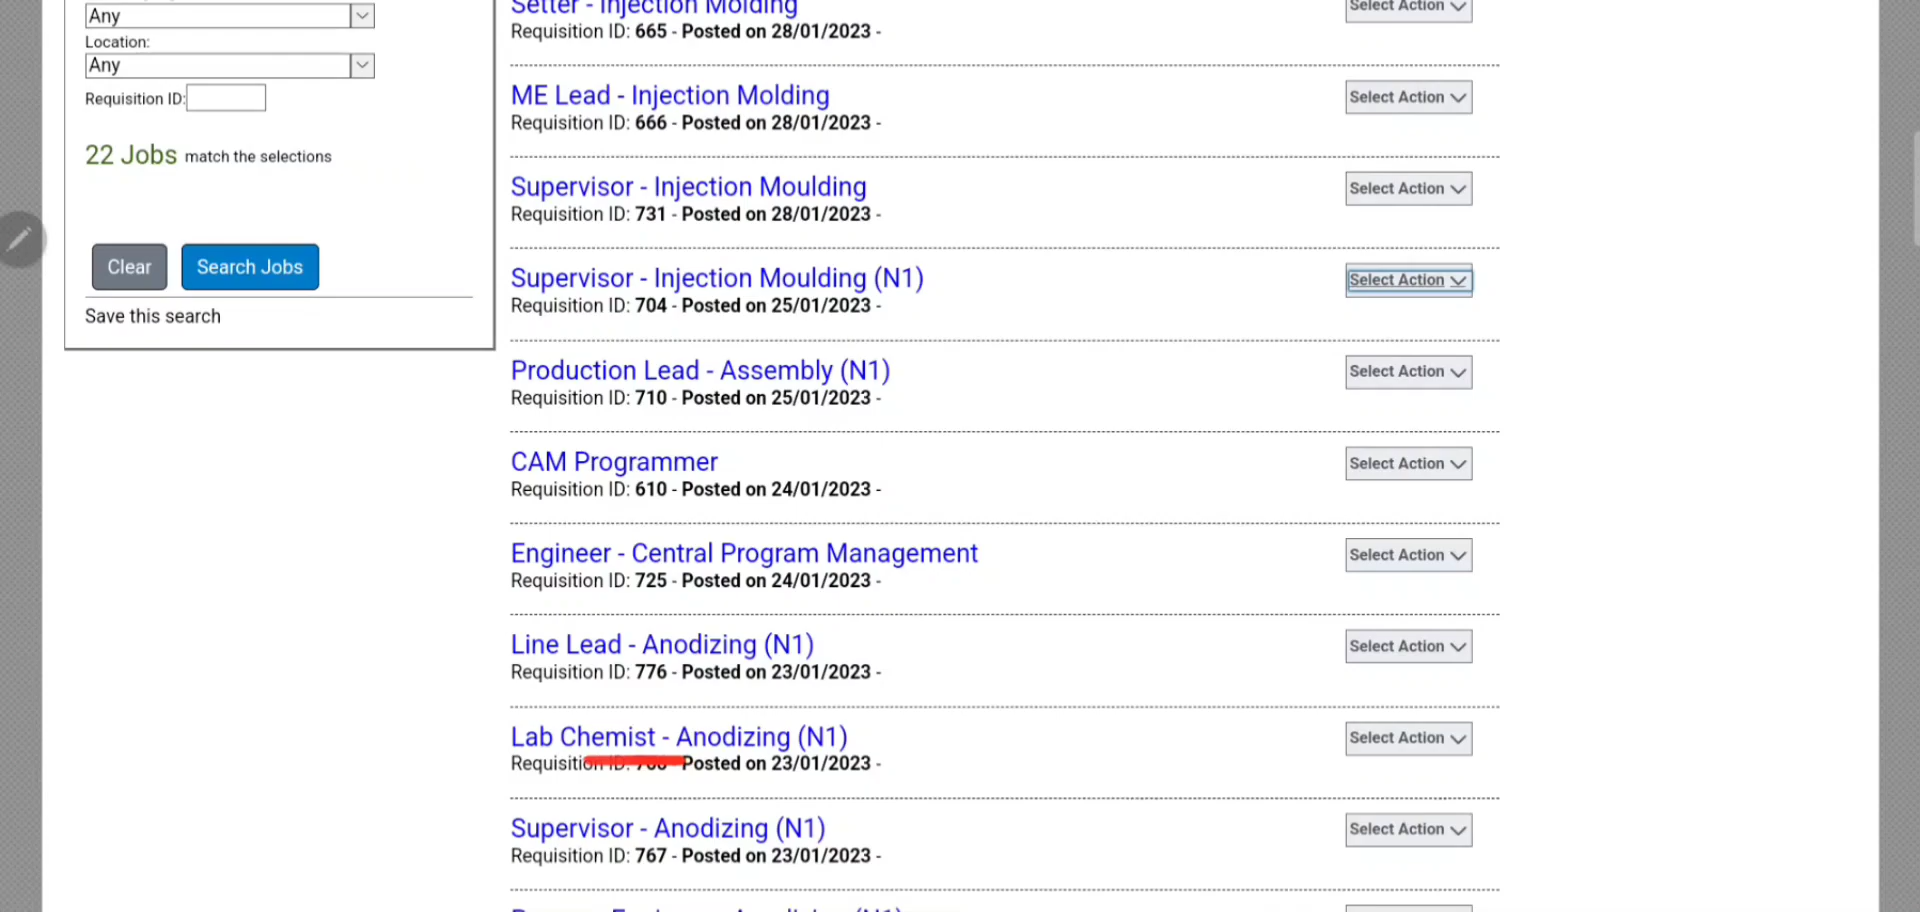 Any
Location:
Any
Requisition ID:
22 Jobs match the selections
Clear
Search Jobs
Save this search
Setter - Injection Molding
Requisition ID: 665 - Posted on 28/01/2023 -
Select Action
ME Lead - Injection Molding
Requisition ID: 666 - Posted on 28/01/2023 -
Select Action
Supervisor - Injection Moulding
Requisition ID: 731 - Posted on 28/01/2023 -
Select Action
Supervisor - Injection Moulding (N1)
Requisition ID: 704 - Posted on 25/01/2023 -
Select Action
Production Lead - Assembly (N1)
Requisition ID: 710 - Posted on 25/01/2023 -
Select Action
CAM Programmer
Requisition ID: 610 - Posted on 24/01/2023 -
Select Action
Engineer - Central Program Management
Requisition ID: 725 - Posted on 24/01/2023 -
Select Action
Line Lead - Anodizing (N1)
Requisition ID: 776 - Posted on 23/01/2023 -
Select Action
Lab Chemist - Anodizing (N1)
Requisition ID: Posted on 23/01/2023 -
Select Action
Supervisor - Anodizing (N1)
Requisition ID: 767 - Posted on 23/01/2023 -
Select Action